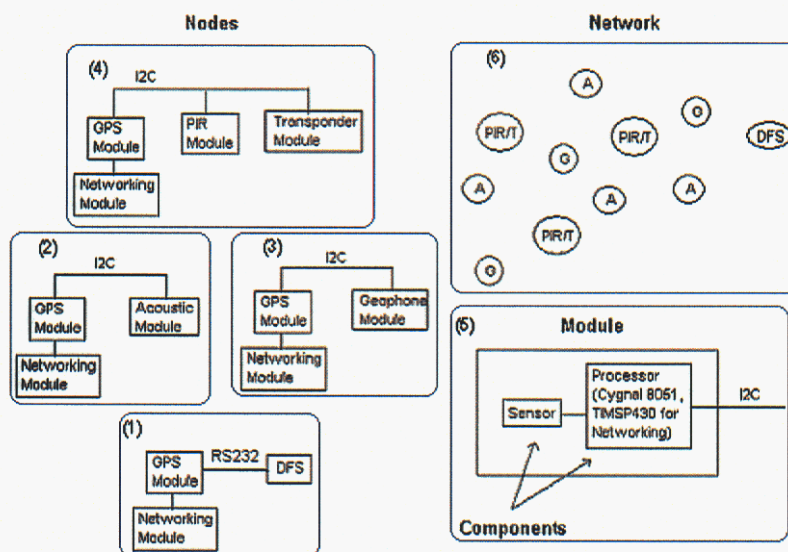 Nodes
(4)
I2C
GPS
Module
PIR
Module
Transponder
Module
Networking
Module
(2)
I2C
GPS
Module
Acoustic
Module
Networking
Module
(3)
I2C
GPS
Module
Geophone
Module
Networking
Module
(1)
GPS
Module
RS232
DFS
Networking
Module
Network
(6)
A
G
PIR/T
PIR/T
DFS
G
A
A
A
PIR/T
G
(5)
Module
Sensor
Processor
(Cygnal 8051,
TIMSP430 for
Networking)
I2C
Components